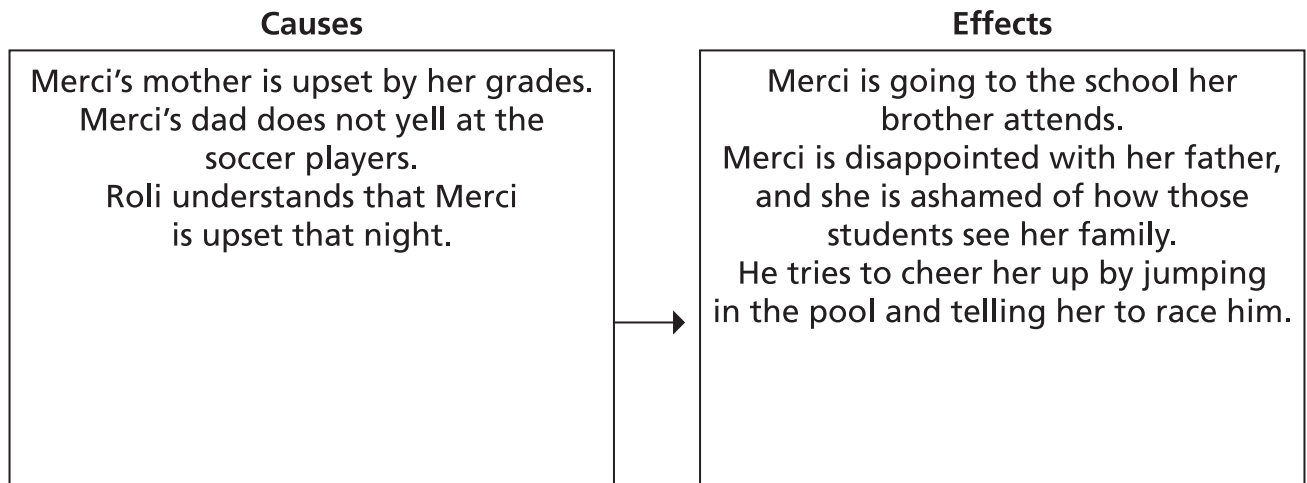 Causes
Merci’s mother is upset by her grades.
Merci’s dad does not yell at the
soccer players.
Roli understands that Merci
is upset that night.
Effects
Merci is going to the school her
brother attends.
Merci is disappointed with her father,
and she is ashamed of how those
students see her family.
He tries to cheer her up by jumping
in the pool and telling her to race him.